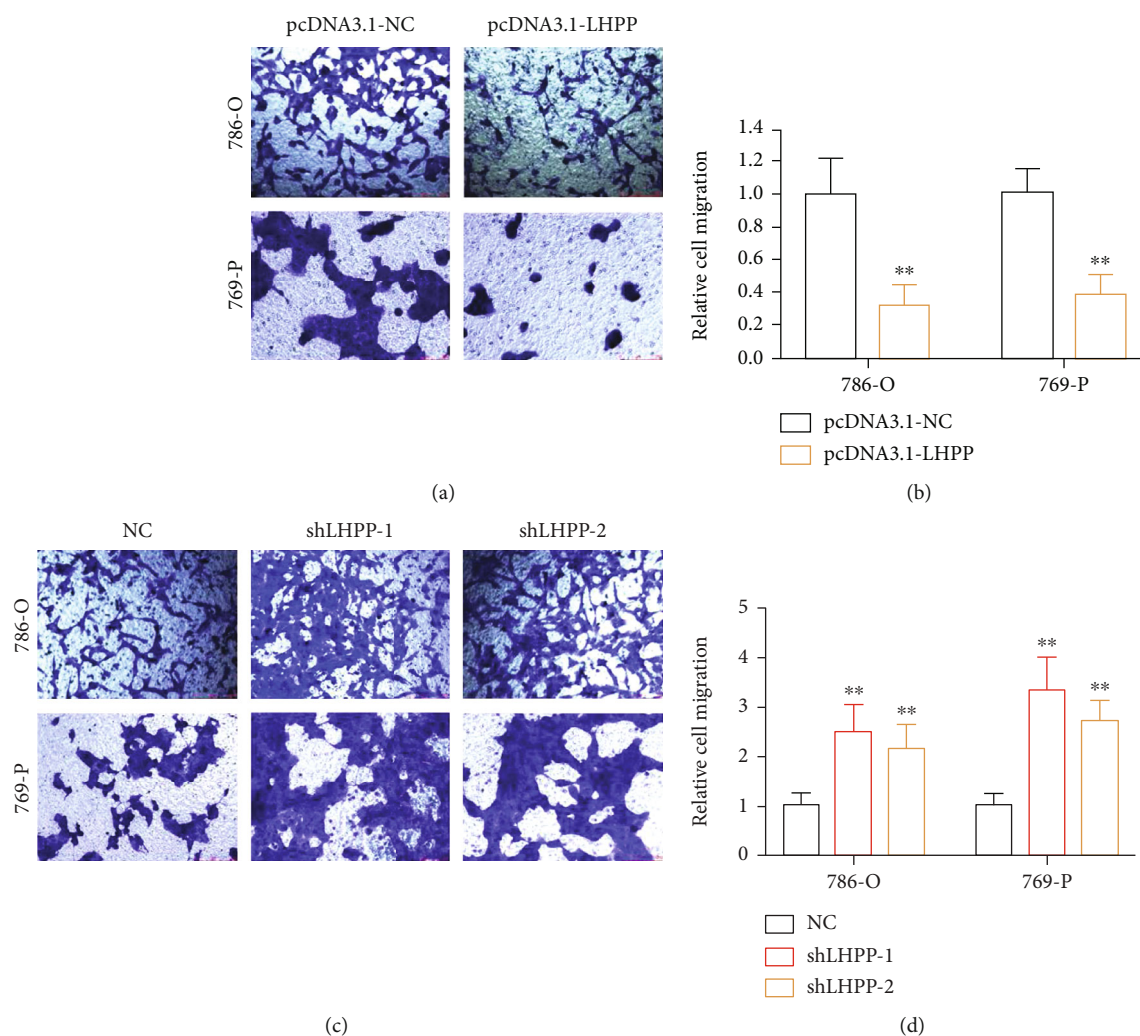 pcDNA3.1-NC
pcDNA3.1-LHPP
786-O
769-P
(a)
Relative cell migration
1.4
1.2
1.0
0.8
0.6
0.4
0.2
0.0
**
**
786-O
769-P
pcDNA3.1-NC
pcDNA3.1-LHPP
(b)
NC
shLHPP-1
shLHPP-2
786-O
769-P
(c)
Relative cell migration
5
4
3
2
1
0
**
**
**
**
786-O
769-P
NC
shLHPP-1
shLHPP-2
(d)